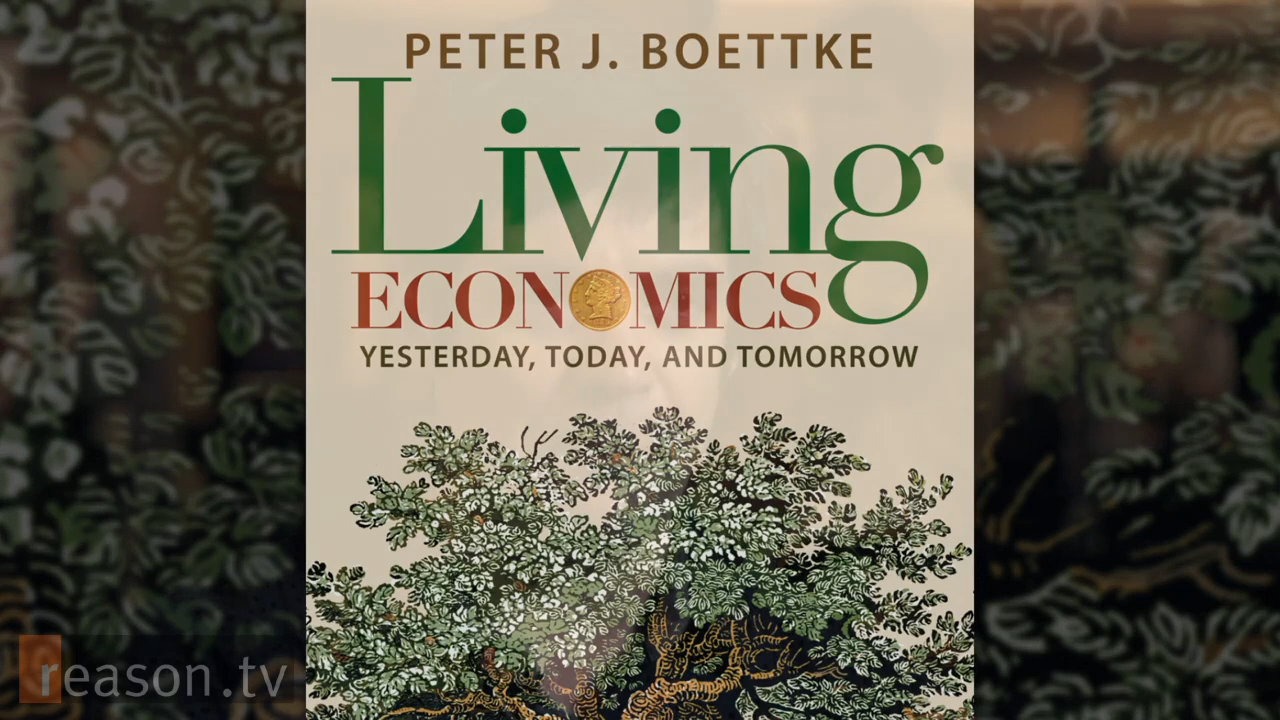 PETER J. BOETTKE
Living
ECONOMICS
YESTERDAY, TODAY, AND TOMORROW
reason.tv